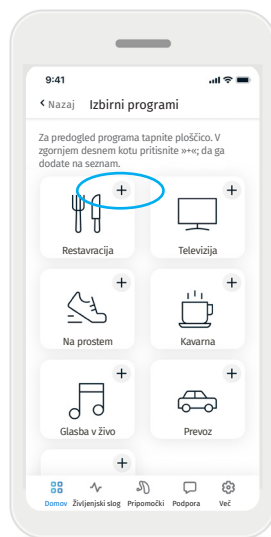 9:41
Nazaj Izbirni programi
Za predogled programa tapnite ploščico. V
zgornjem desnem kotu pritisnite »+«; da ga
dodate na seznam.
Restavracija Televizija
Na prostem Kavarna
Glasba v živo Prevoz
Domov Življenjski slog Pripomočki Podpora Več